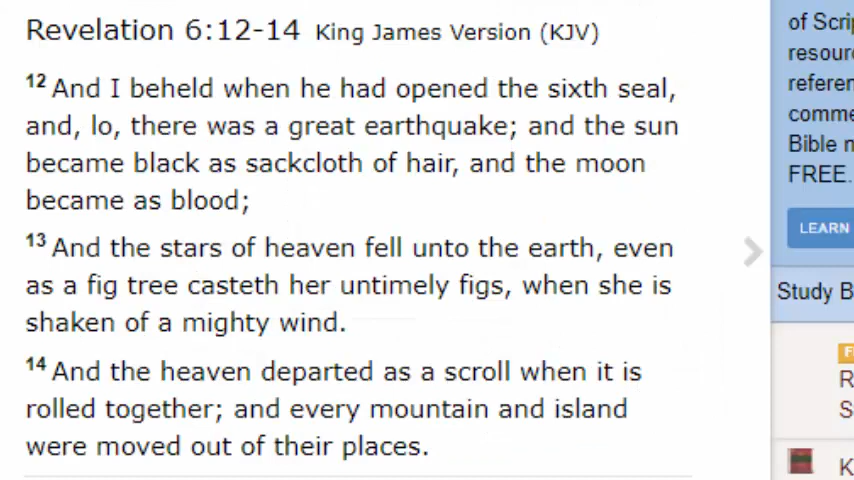 Revelation 6:12-14 King James Version (KJV)
12 And I beheld when he had opened the sixth seal,
and, lo, there was a great earthquake; and the sun
became black as sackcloth of hair, and the moon
became as blood;
13 And the stars of heaven fell unto the earth, even
as a fig tree casteth her untimely figs, when she is
shaken of a mighty wind.
14 And the heaven departed as a scroll when it is
rolled together; and every mountain and island
were moved out of their places.
of
FREE.
LEARN
Study B
R
S
K